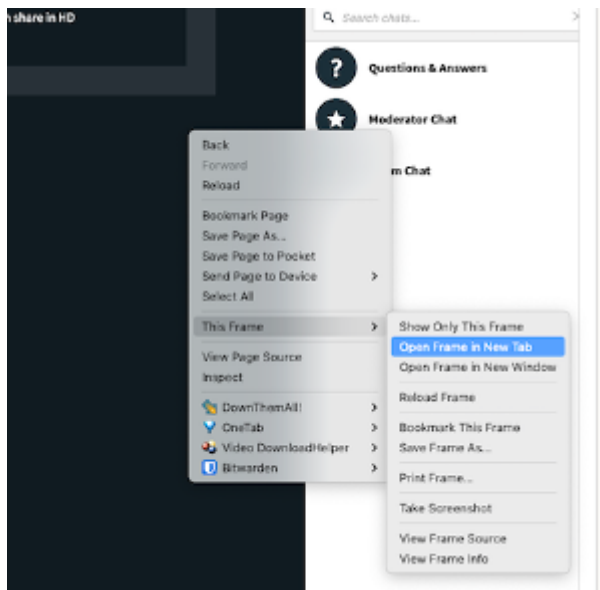 share in HD
Search chats...
Questions & Answers
Moderator Chat
m Chat
Back
Forward
Reload
Bookmark Page
Save Page As...
Save Page to Pocket
Send Page to Device
Select All
This Frame
View Page Source
Inspect
DownThemAll!
OneTab
Video DownloadHelper
Bitwarden
Show Only This Frame
Open Frame in New Tab
Open Frame in New Window
Reload Frame
Bookmark This Frame
Save Frame As...
Print Frame...
Take Screenshot
View Frame Source
View Frame Info